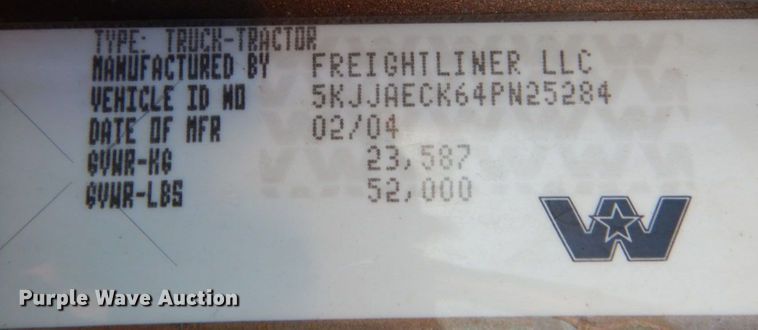 TYPE: TRUCK-TRACTOR
MANUFACTURED BY FREIGHTLINER LLC
VEHICLE ID NO 5KJJAECK64PN25284
DATE OF MFR 02/04
GVWR-KG 23,587
GVWR-LBS 52,000
Purple Wave Auction